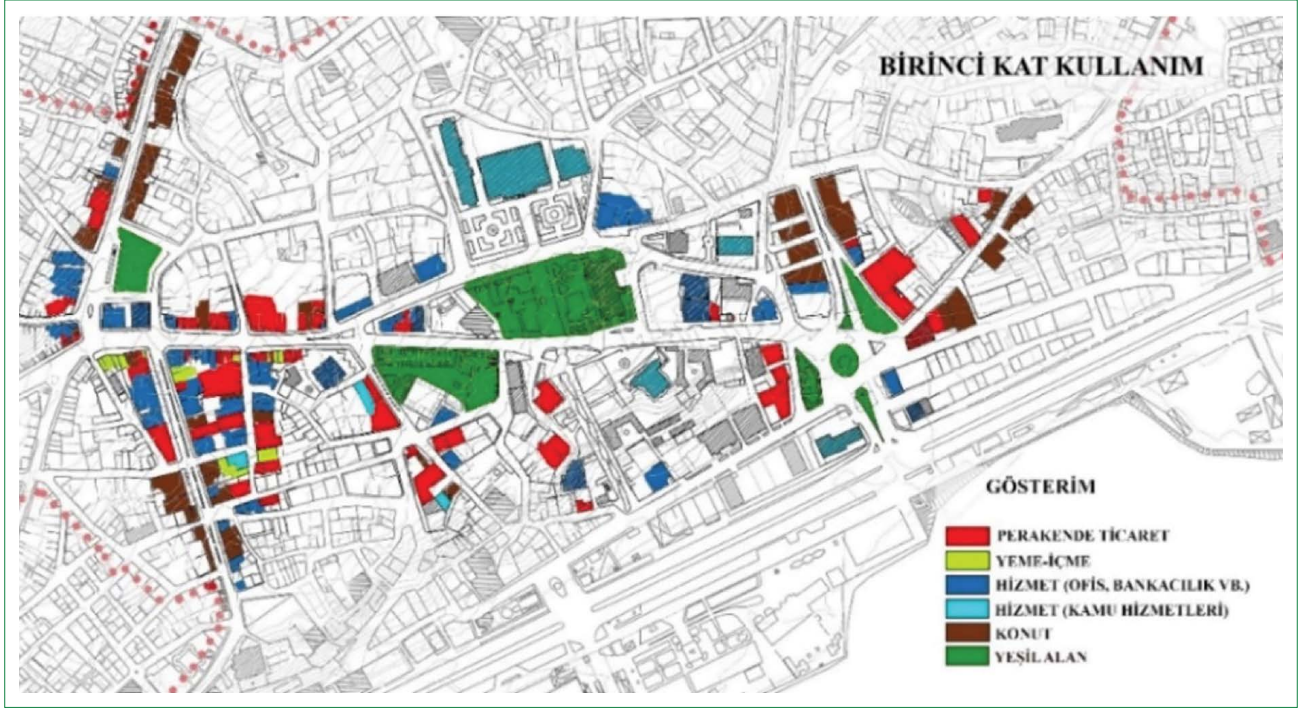 BİRİNCİ KAT KULLANIM
GÖSTERİM
PERAKENDE TİCARET
YEME-İÇME
HİZMET (OFİS, BANKACILIK VB.)
HİZMET (KAMU HİZMETLERİ)
KONUT
YEŞİL ALAN